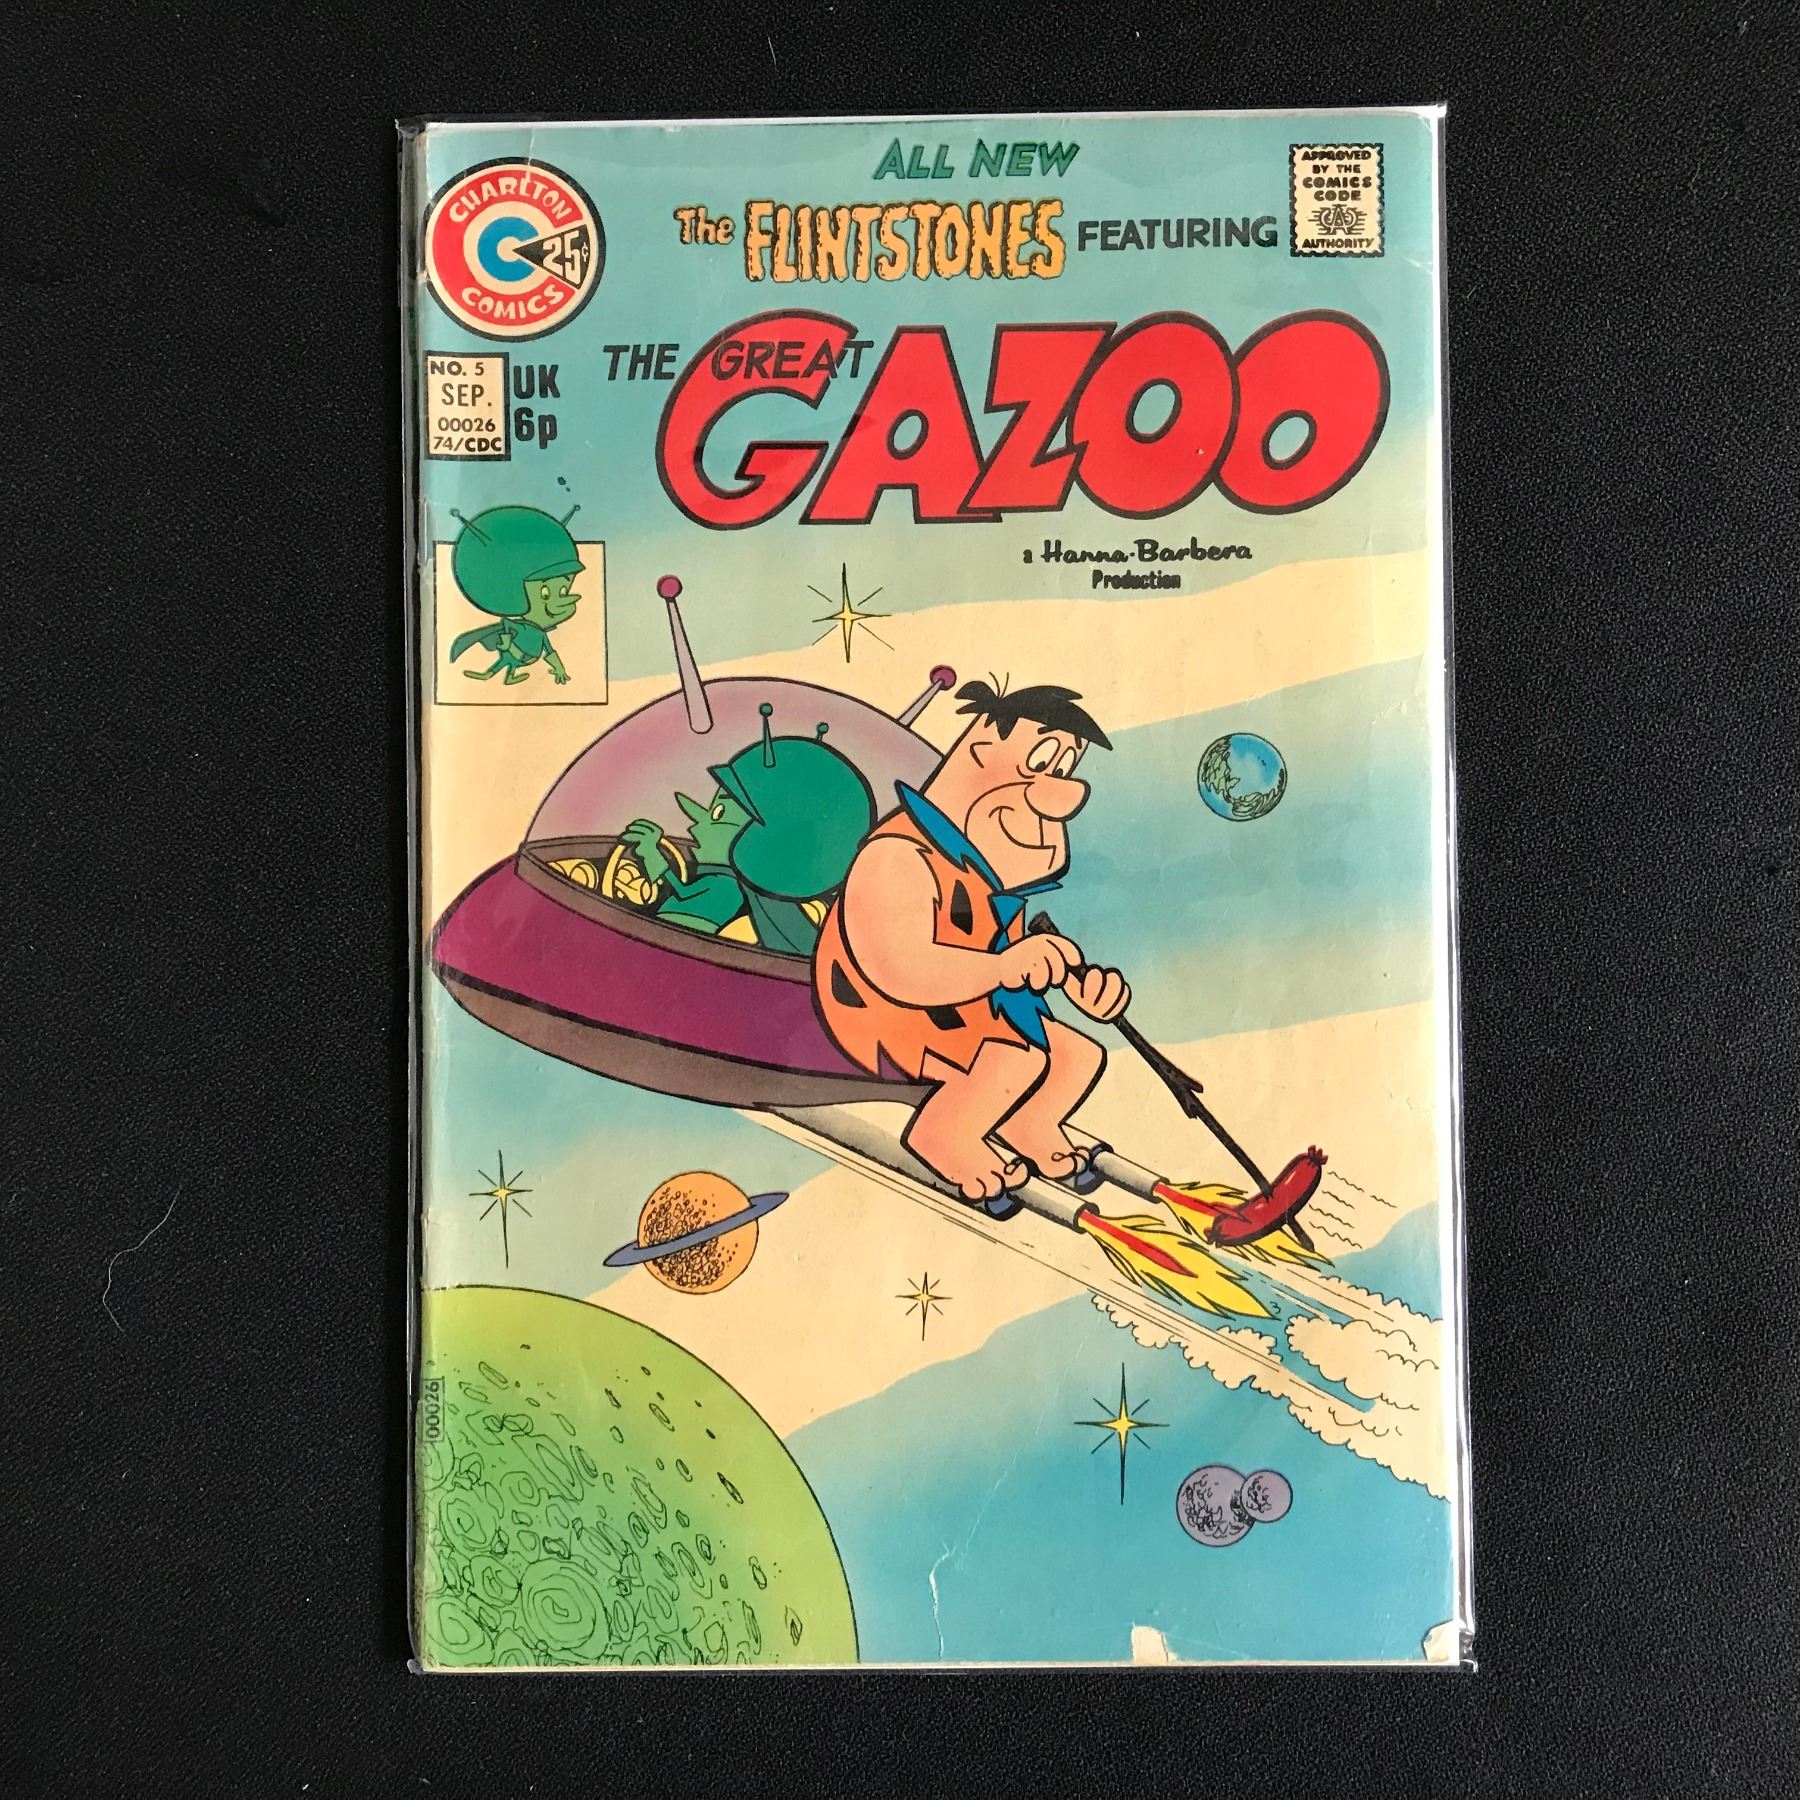 ALL NEW
The FLINTSTONES FEATURING
CHARLTON
COMICS
25¢
APPROVED
BY THE
COMICS
CODE
AUTHORITY
THE GREAT
GAZOO
NO. 5
SEP.
00026
74/CDC
UK
6p
a Hanna-Barbera
Production
00026